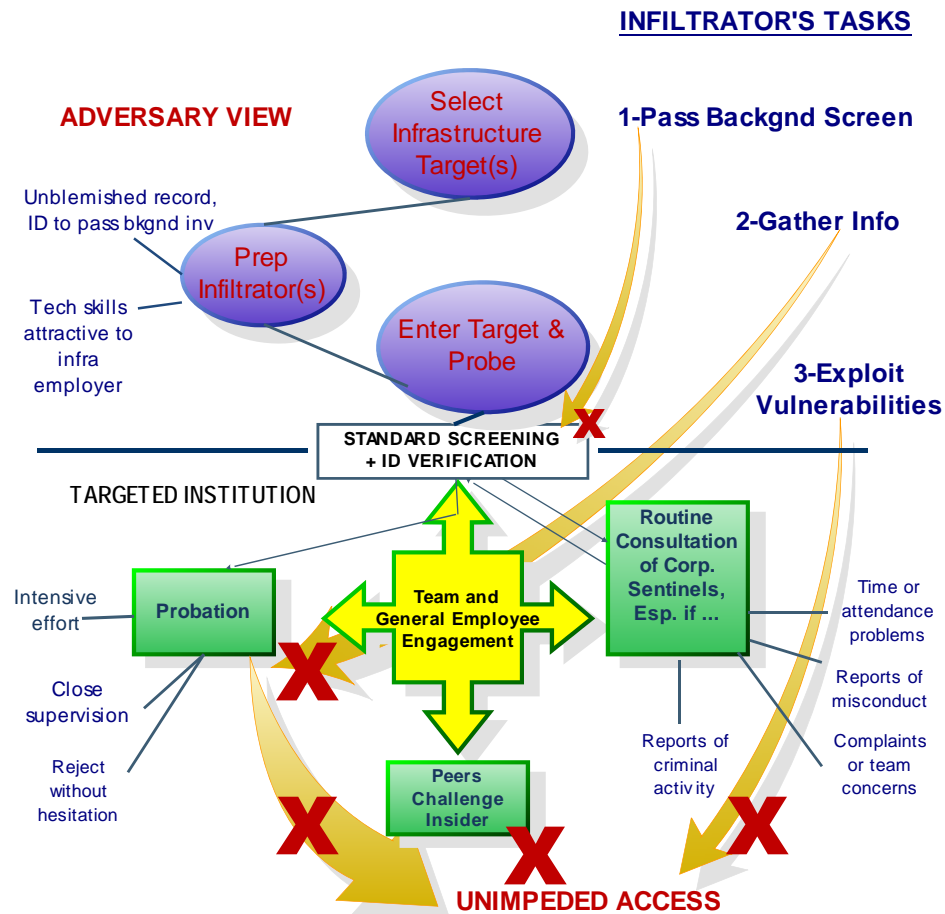 INFILTRATOR'S TASKS
ADVERSARY VIEW
Select
Infrastructure
Target(s)
1-Pass Backgnd Screen
Unblemished record,
ID to pass bkgnd inv
2-Gather Info
Prep
Infiltrator(s)
Tech skills
attractive to
infra
employer
Enter Target &
Probe
3-Exploit
Vulnerabilities
X
STANDARD SCREENING
+ ID VERIFICATION
TARGETED INSTITUTION
Routine
Consultation
of Corp.
Sentinels,
Esp. if ...
Intensive
effort
Probation
Team and
General Employee
Engagement
Time or
attendance
problems
X
Close
supervision
Reports of
misconduct
Reject
without
hesitation
Reports of
criminal
activity
Complaints
or team
concerns
Peers
Challenge
Insider
X
X
X
UNIMPEDED ACCESS